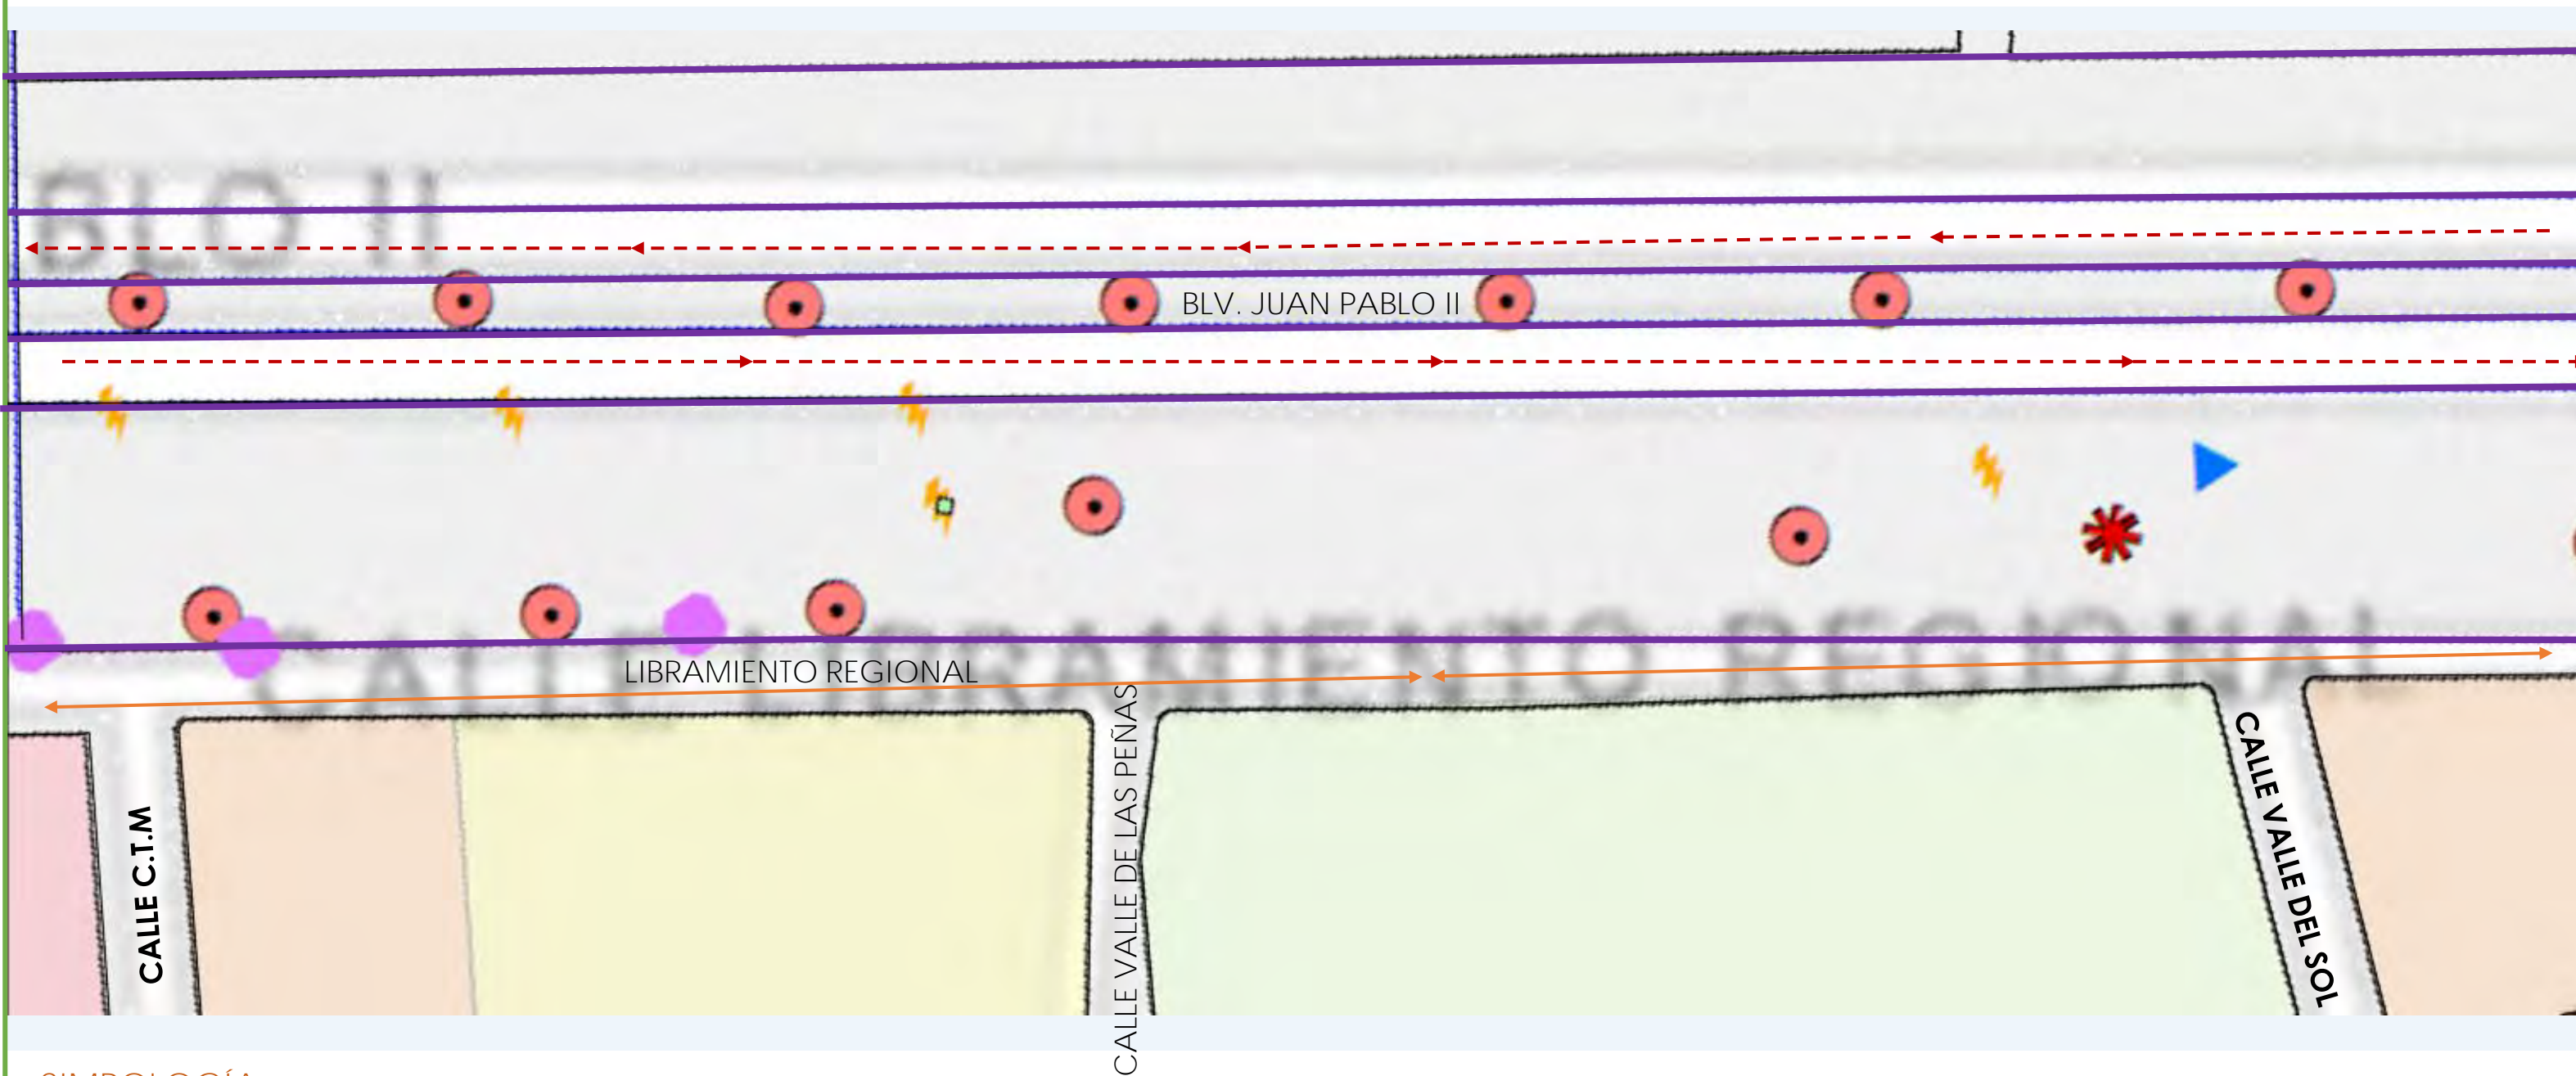 BLO II
BLV. JUAN PABLO II
CALLE LIBRAMIENTO REGIONAL
LIBRAMIENTO REGIONAL
CALLE C.T.M
CALLE VALLE DE LAS PEÑAS
CALLE VALLE DEL SOL
SIMBOLOGÍA